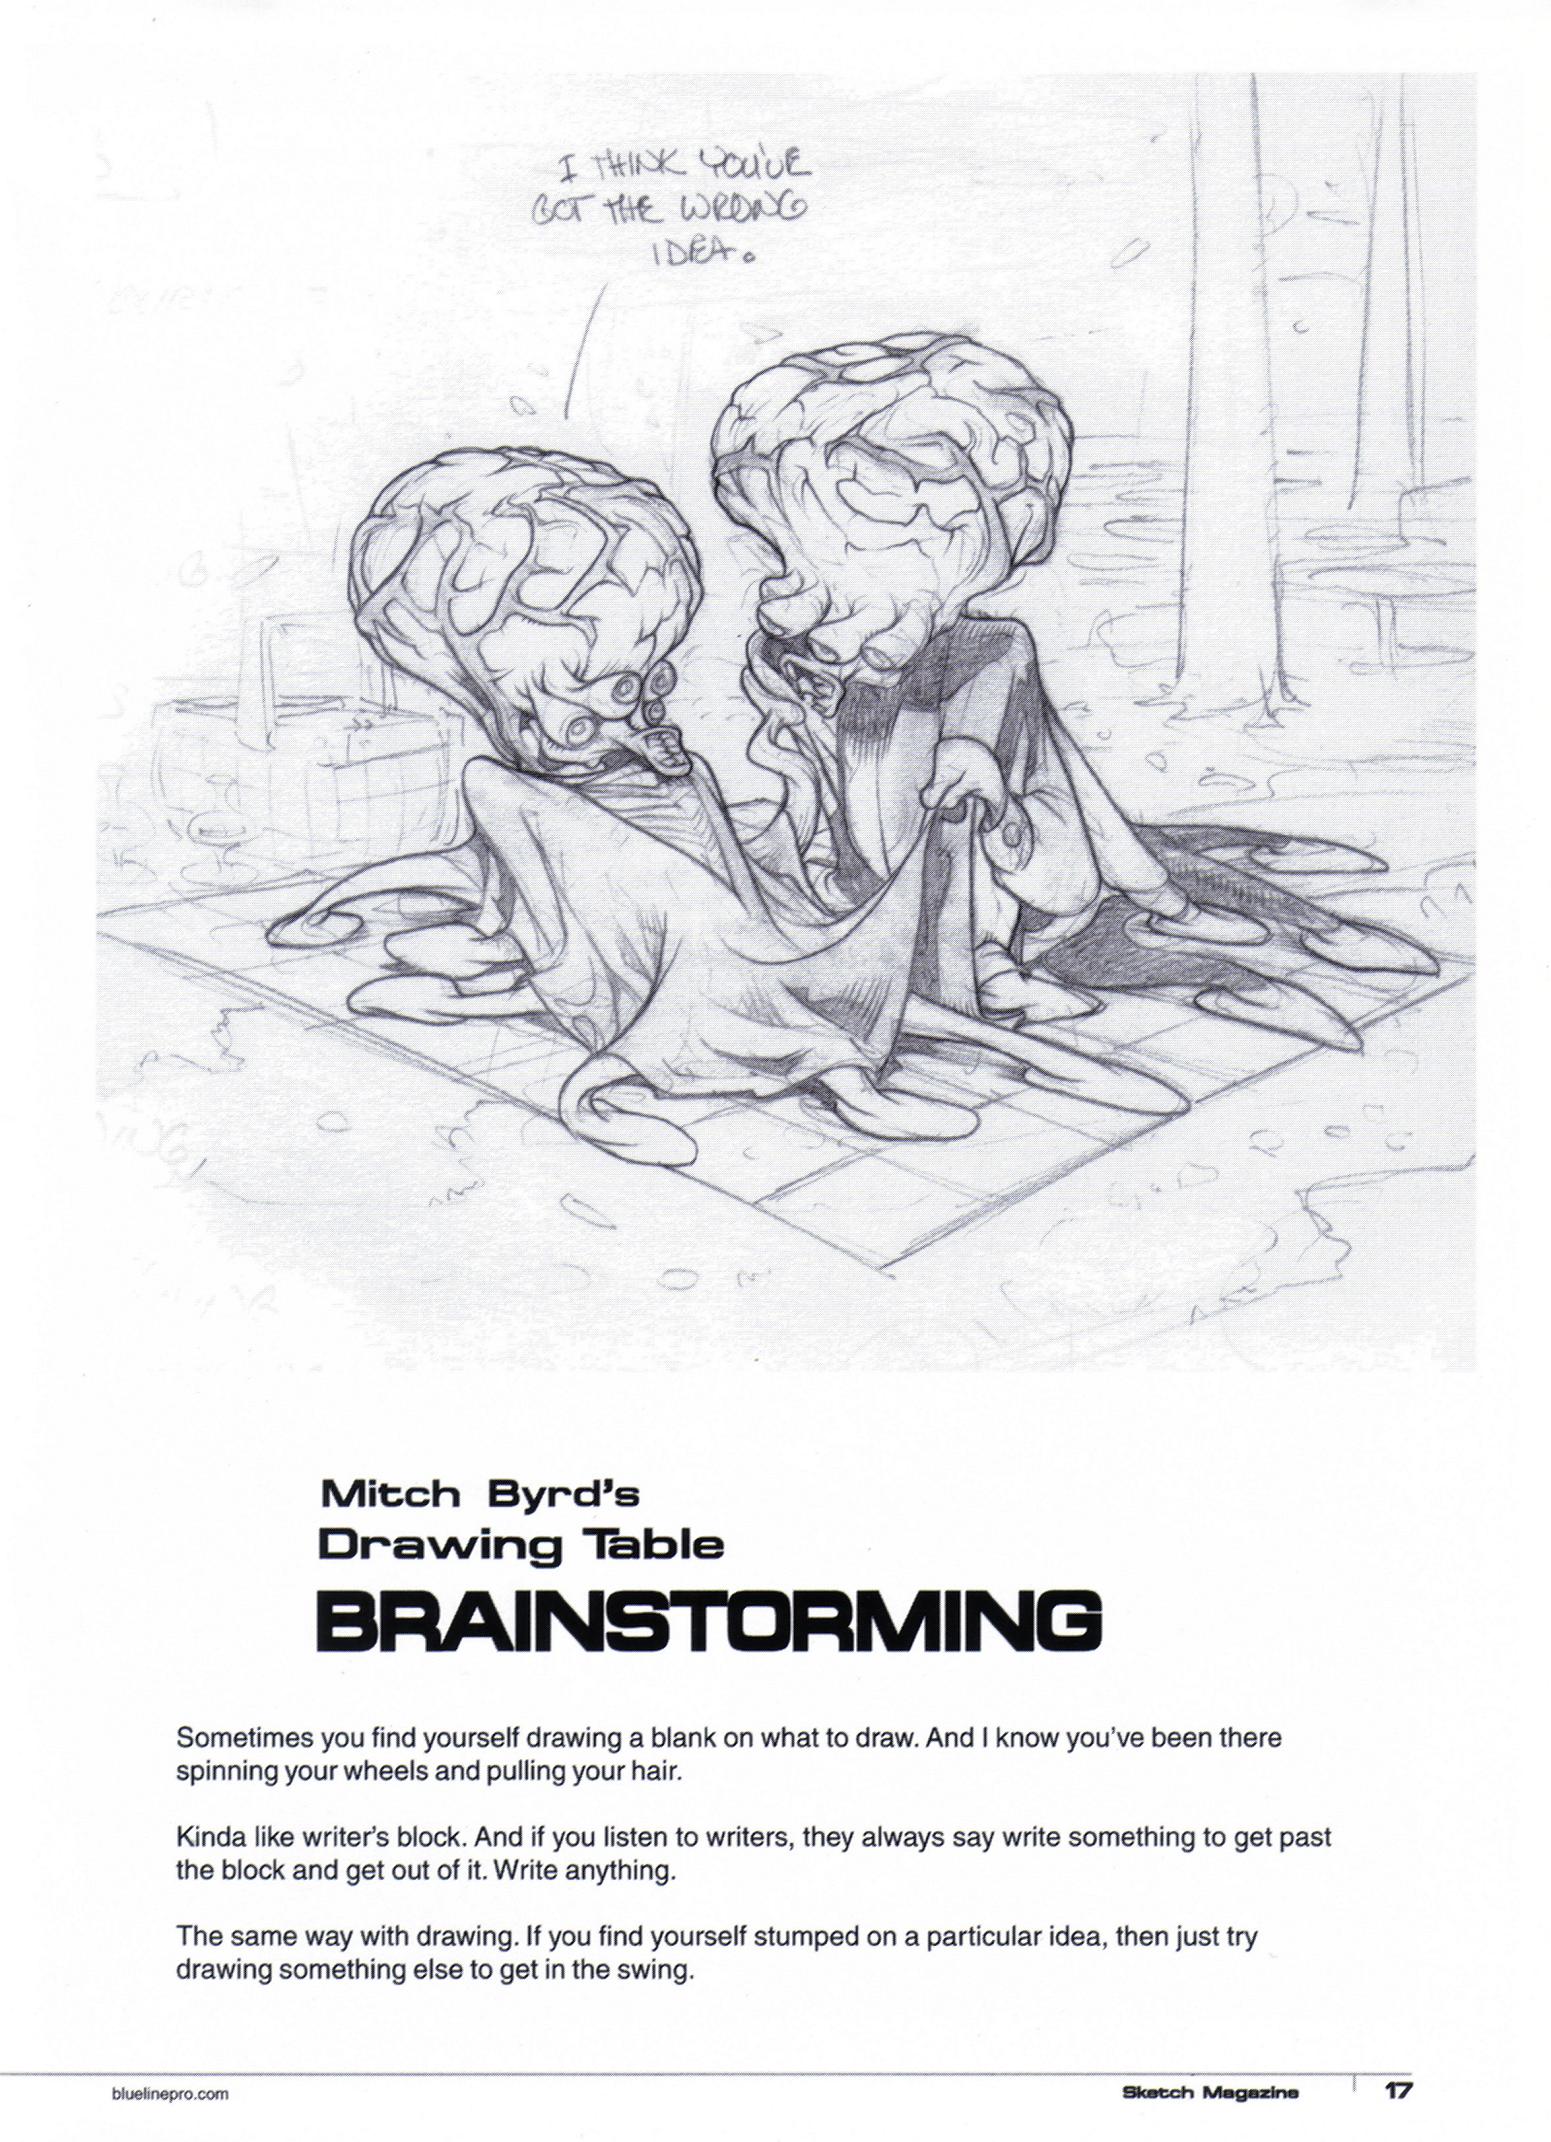 I THINK YOU'VE
GOT THE WRONG
IDEA.
Mitch Byrd's
Drawing Table
BRAINSTORMING
Sometimes you find yourself drawing a blank on what to draw. And I know you've been there
spinning your wheels and pulling your hair.
Kinda like writer's block. And if you listen to writers, they always say write something to get past
the block and get out of it. Write anything.
The same way with drawing. If you find yourself stumped on a particular idea, then just try
drawing something else to get in the swing.
bluelinepro.com
Sketch Magazine
17